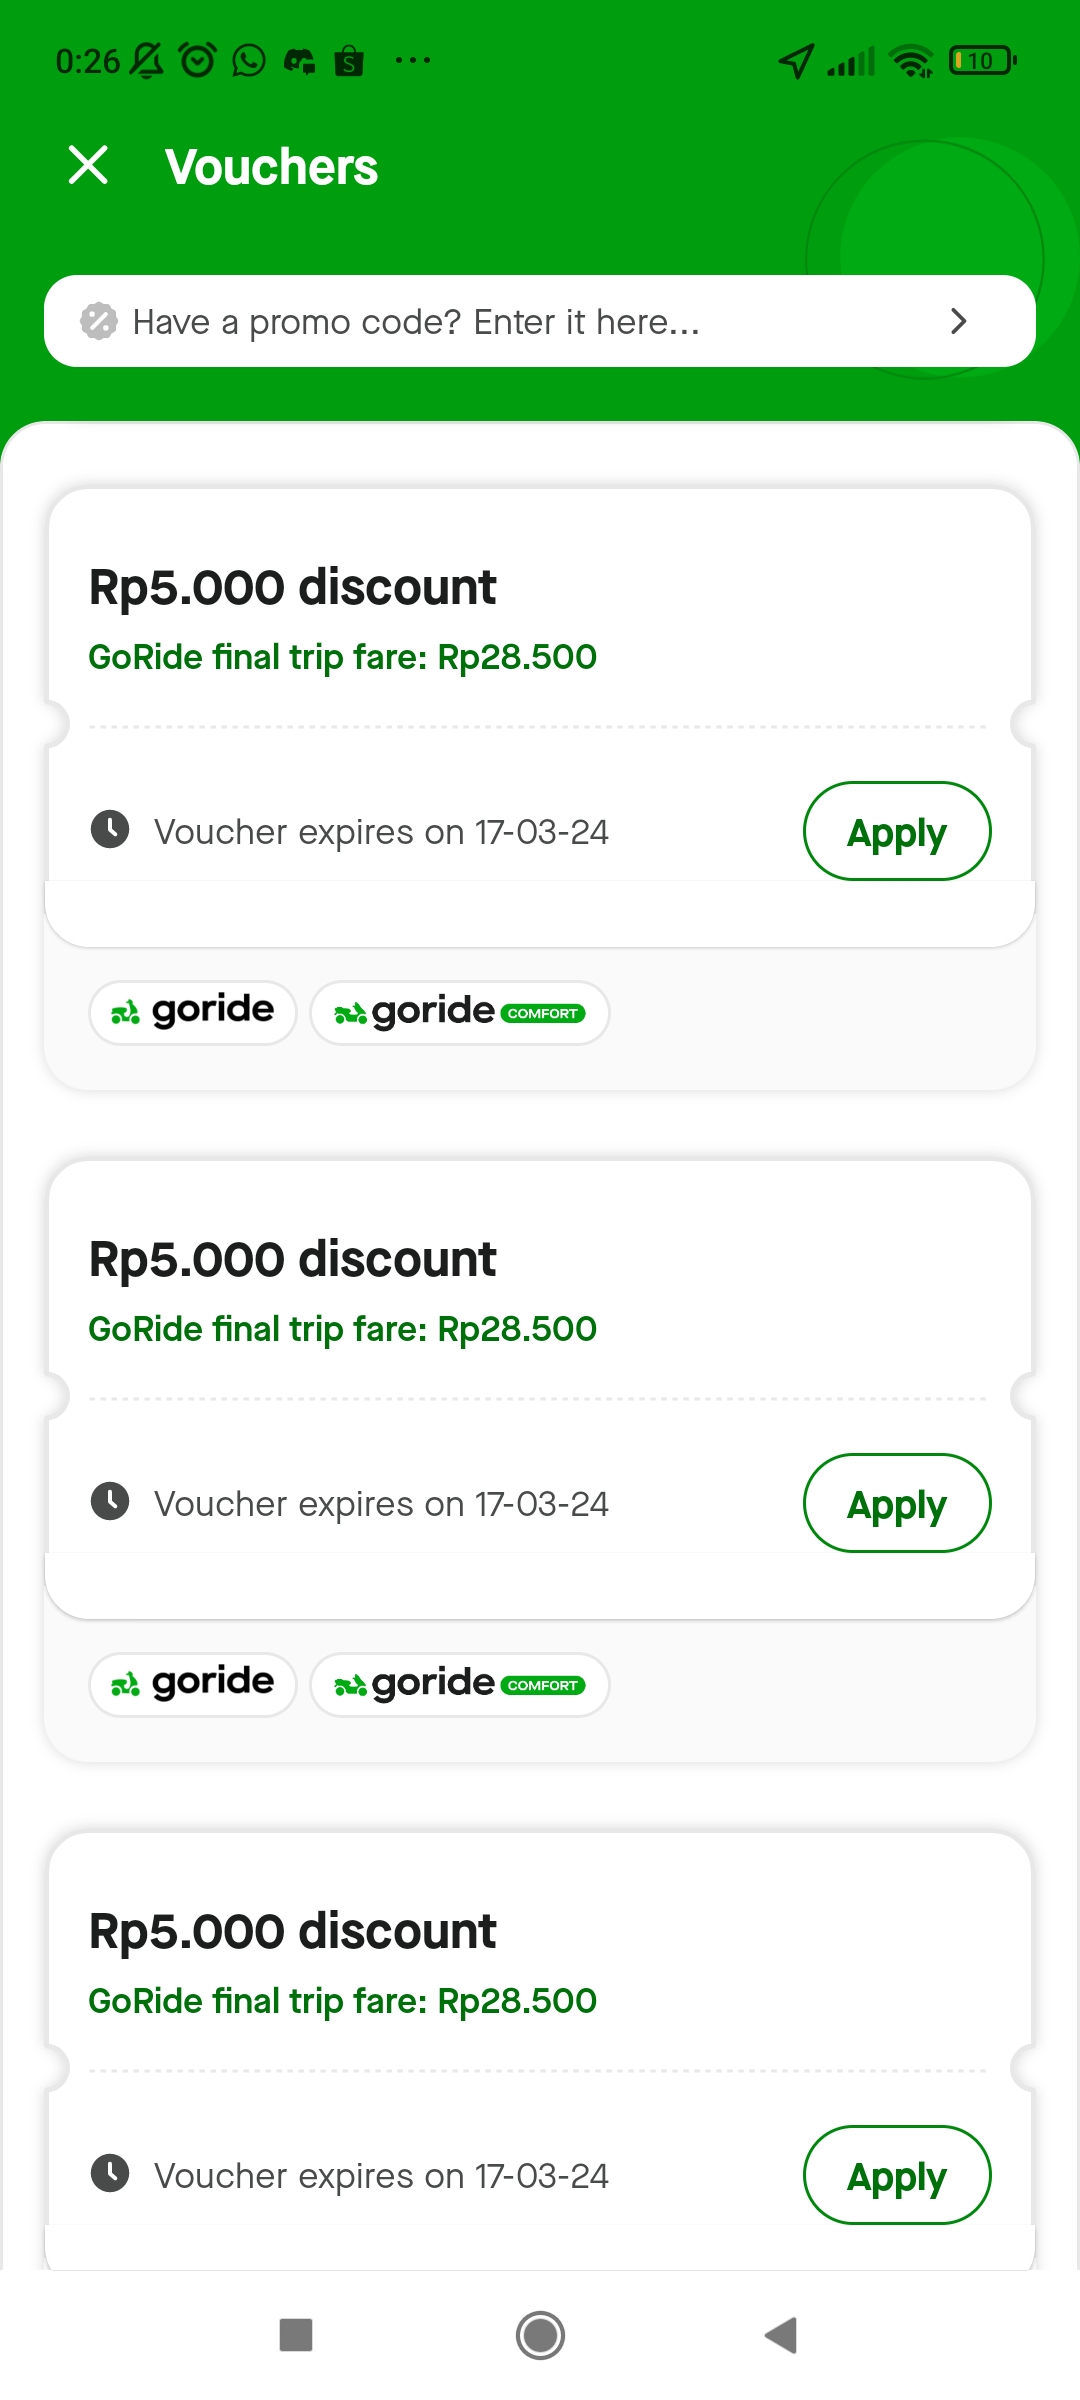 0:26
10
Vouchers
Have a promo code? Enter it here...
Rp5.000 discount
GoRide final trip fare: Rp28.500
Voucher expires on 17-03-24
Apply
goride
goride COMFORT
Rp5.000 discount
GoRide final trip fare: Rp28.500
Voucher expires on 17-03-24
Apply
goride
goride COMFORT
Rp5.000 discount
GoRide final trip fare: Rp28.500
Voucher expires on 17-03-24
Apply